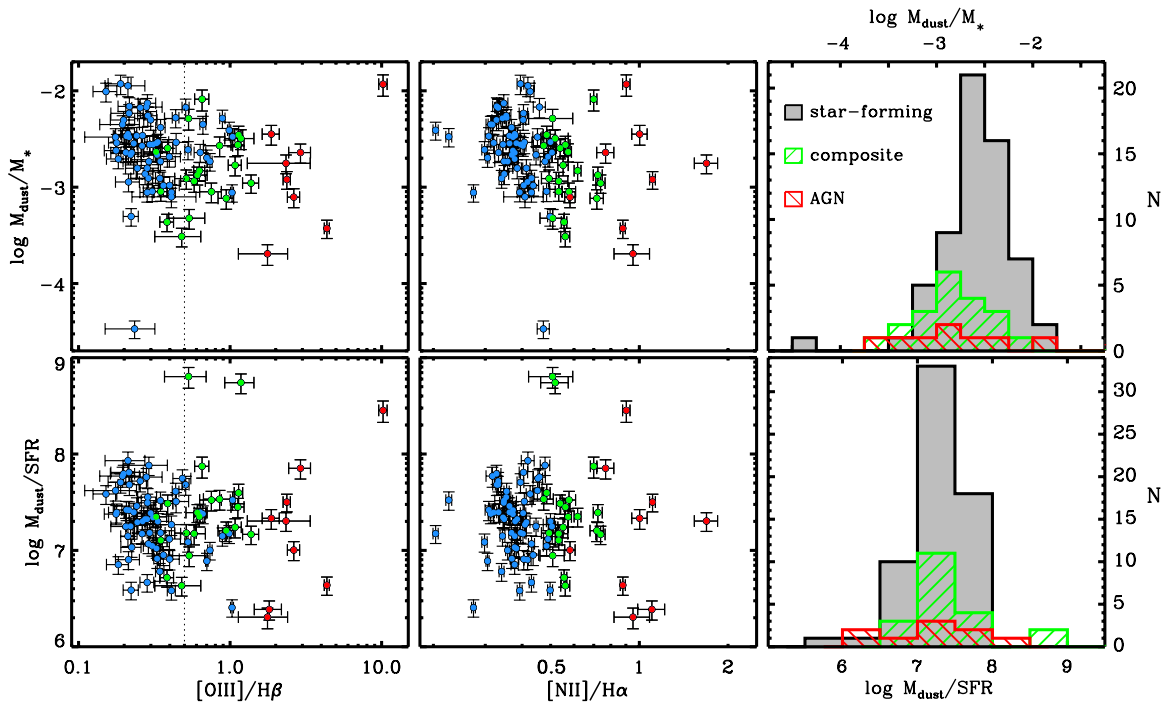 log M_dust/M_*
−4 −3 −2
log M_dust/M_*
−2
−3
−4
star−forming
composite
AGN
20
15
10
5
0
N
log M_dust/SFR
9
8
7
6
30
25
20
15
10
5
0
N
0.1 1.0 10.0
0.5 1 2
6 7 8 9
[OIII]/Hβ
[NII]/Hα
log M_dust/SFR